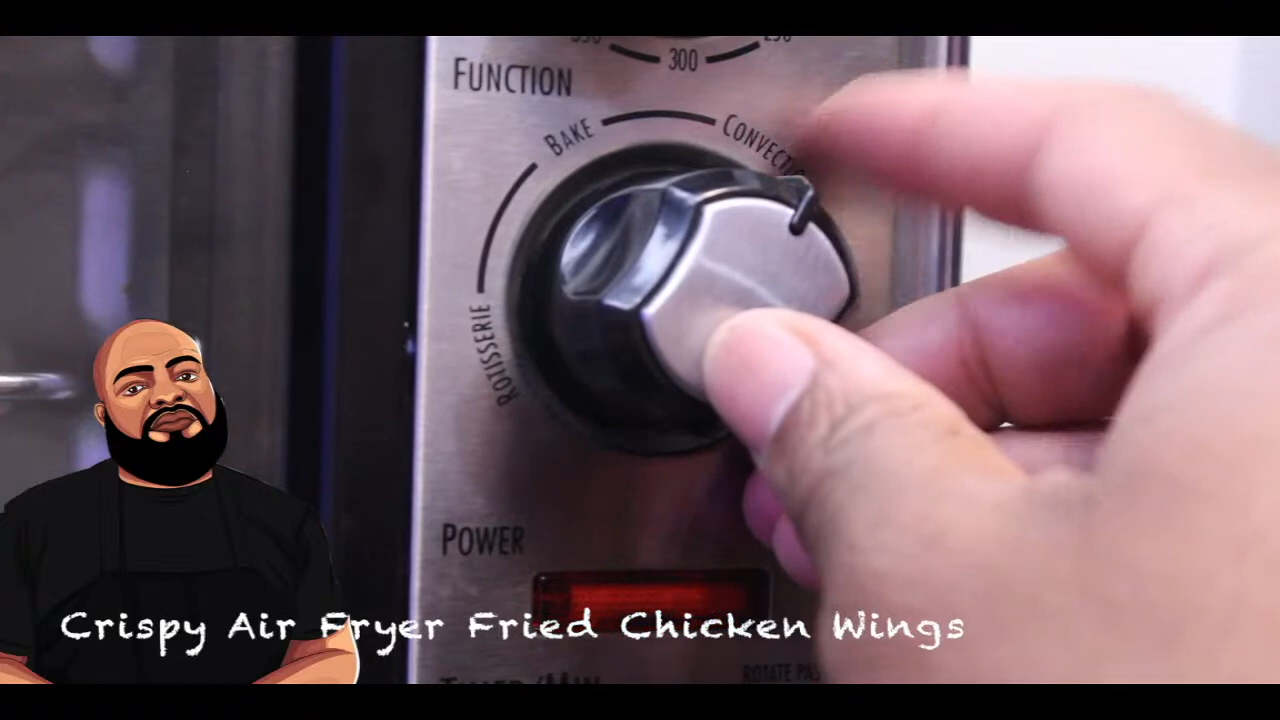 300
FUNCTION
BAKE
ROTISSERIE
POWER
Crispy Air Fryer Fried Chicken Wings